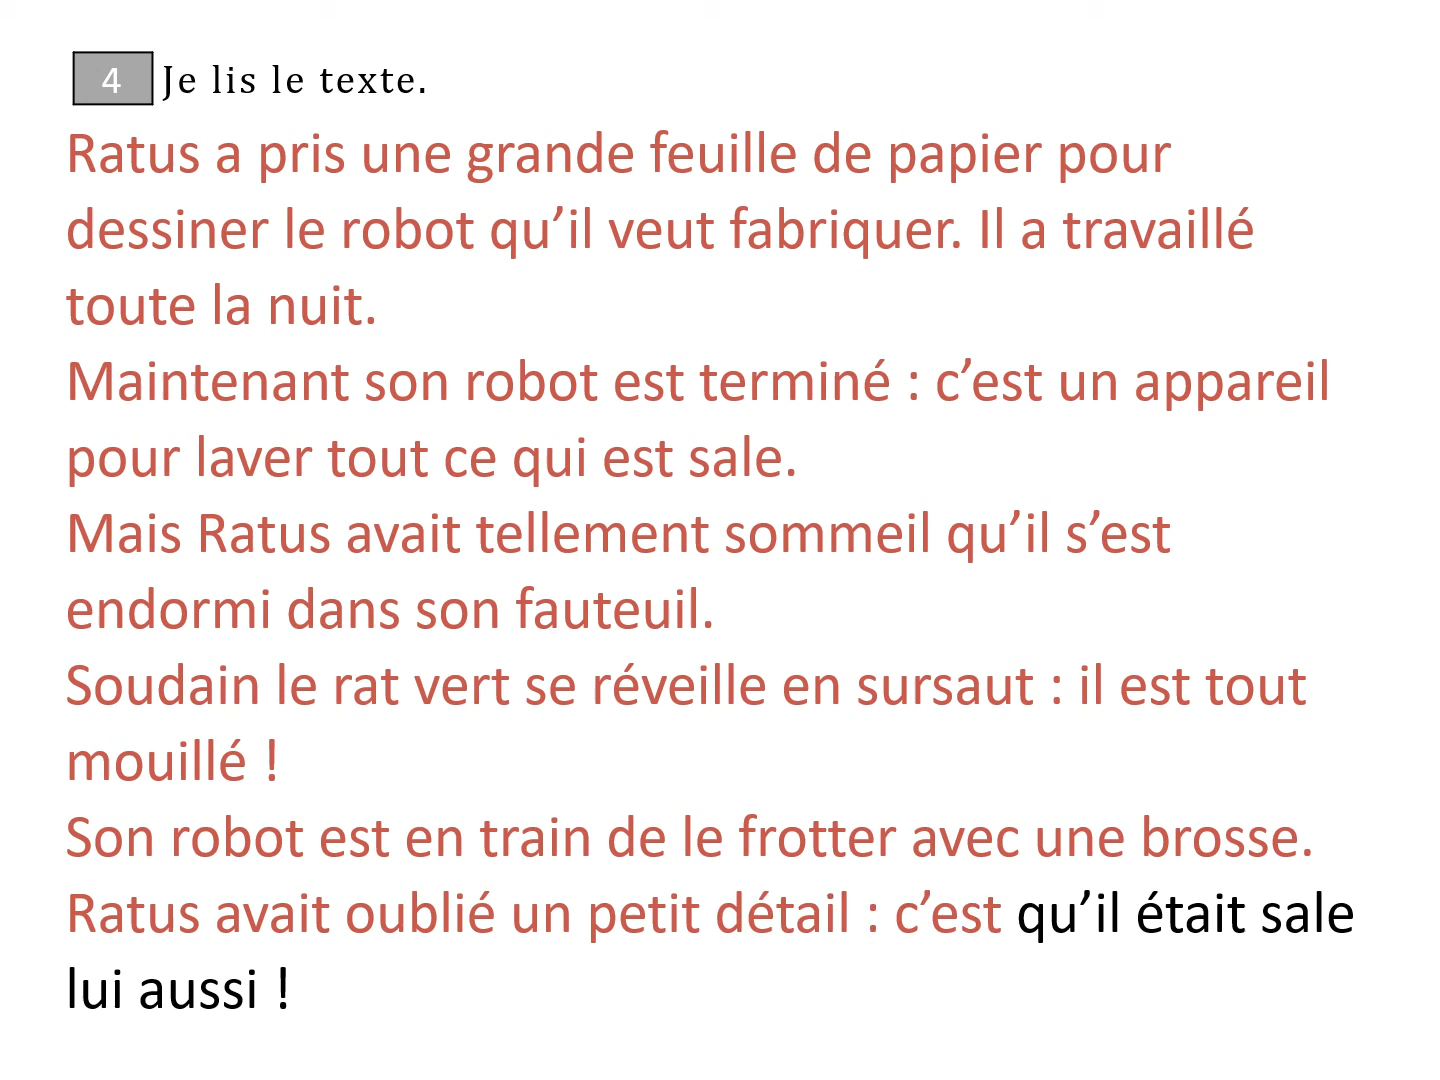 4 Je lis le texte.
Ratus a pris une grande feuille de papier pour
dessiner le robot qu’il veut fabriquer. Il a travaillé
toute la nuit.
Maintenant son robot est terminé : c’est un appareil
pour laver tout ce qui est sale.
Mais Ratus avait tellement sommeil qu’il s’est
endormi dans son fauteuil.
Soudain le rat vert se réveille en sursaut : il est tout
mouillé !
Son robot est en train de le frotter avec une brosse.
Ratus avait oublié un petit détail : c’est qu’il était sale
lui aussi !